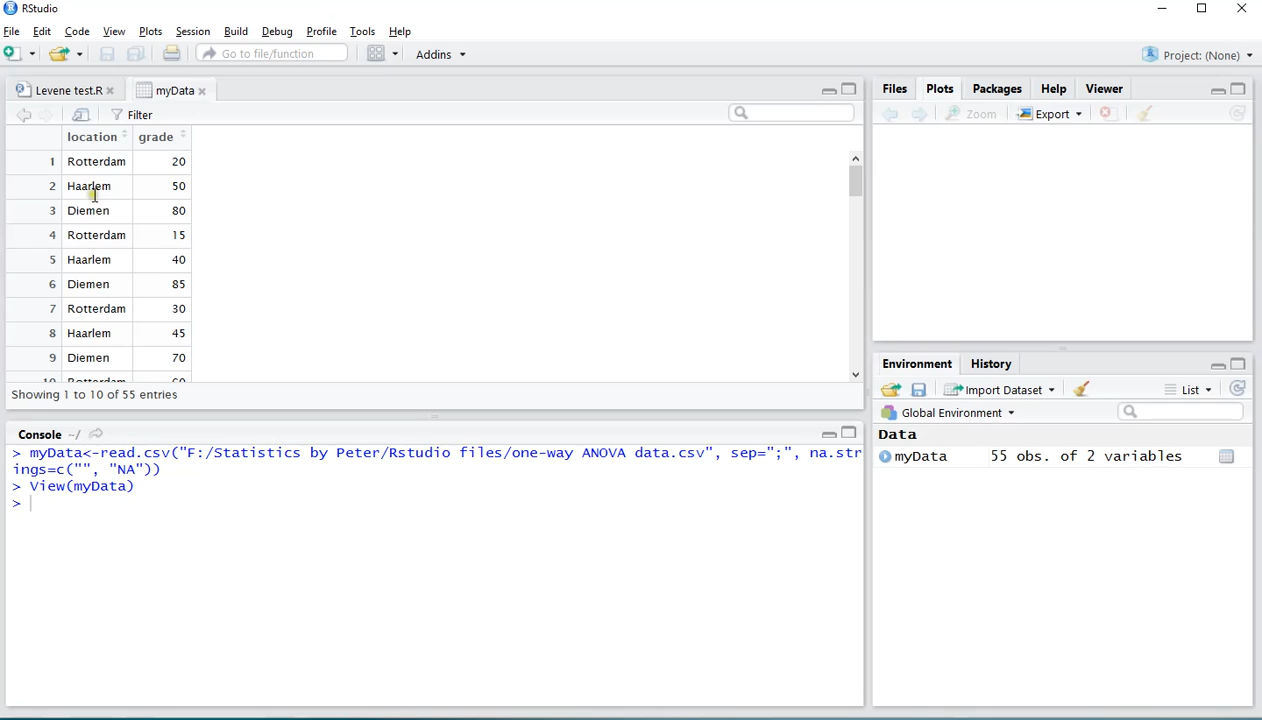 RStudio
File Edit Code View Plots Session Build Debug Profile Tools Help
Go to file/function Addins Project: (None)
Levene test.R myData
Filter
location grade
1 Rotterdam 20
2 Haarlem 50
3 Diemen 80
4 Rotterdam 15
5 Haarlem 40
6 Diemen 85
7 Rotterdam 30
8 Haarlem 45
9 Diemen 70
10 Rotterdam 60
Showing 1 to 10 of 55 entries
Console ~/
> myData<-read.csv("F:/Statistics by Peter/Rstudio files/one-way ANOVA data.csv", sep=";", na.str
ings=c("", "NA"))
> View(myData)
>
Files Plots Packages Help Viewer
Zoom Export
Environment History
Import Dataset List
Global Environment
Data
myData 55 obs. of 2 variables